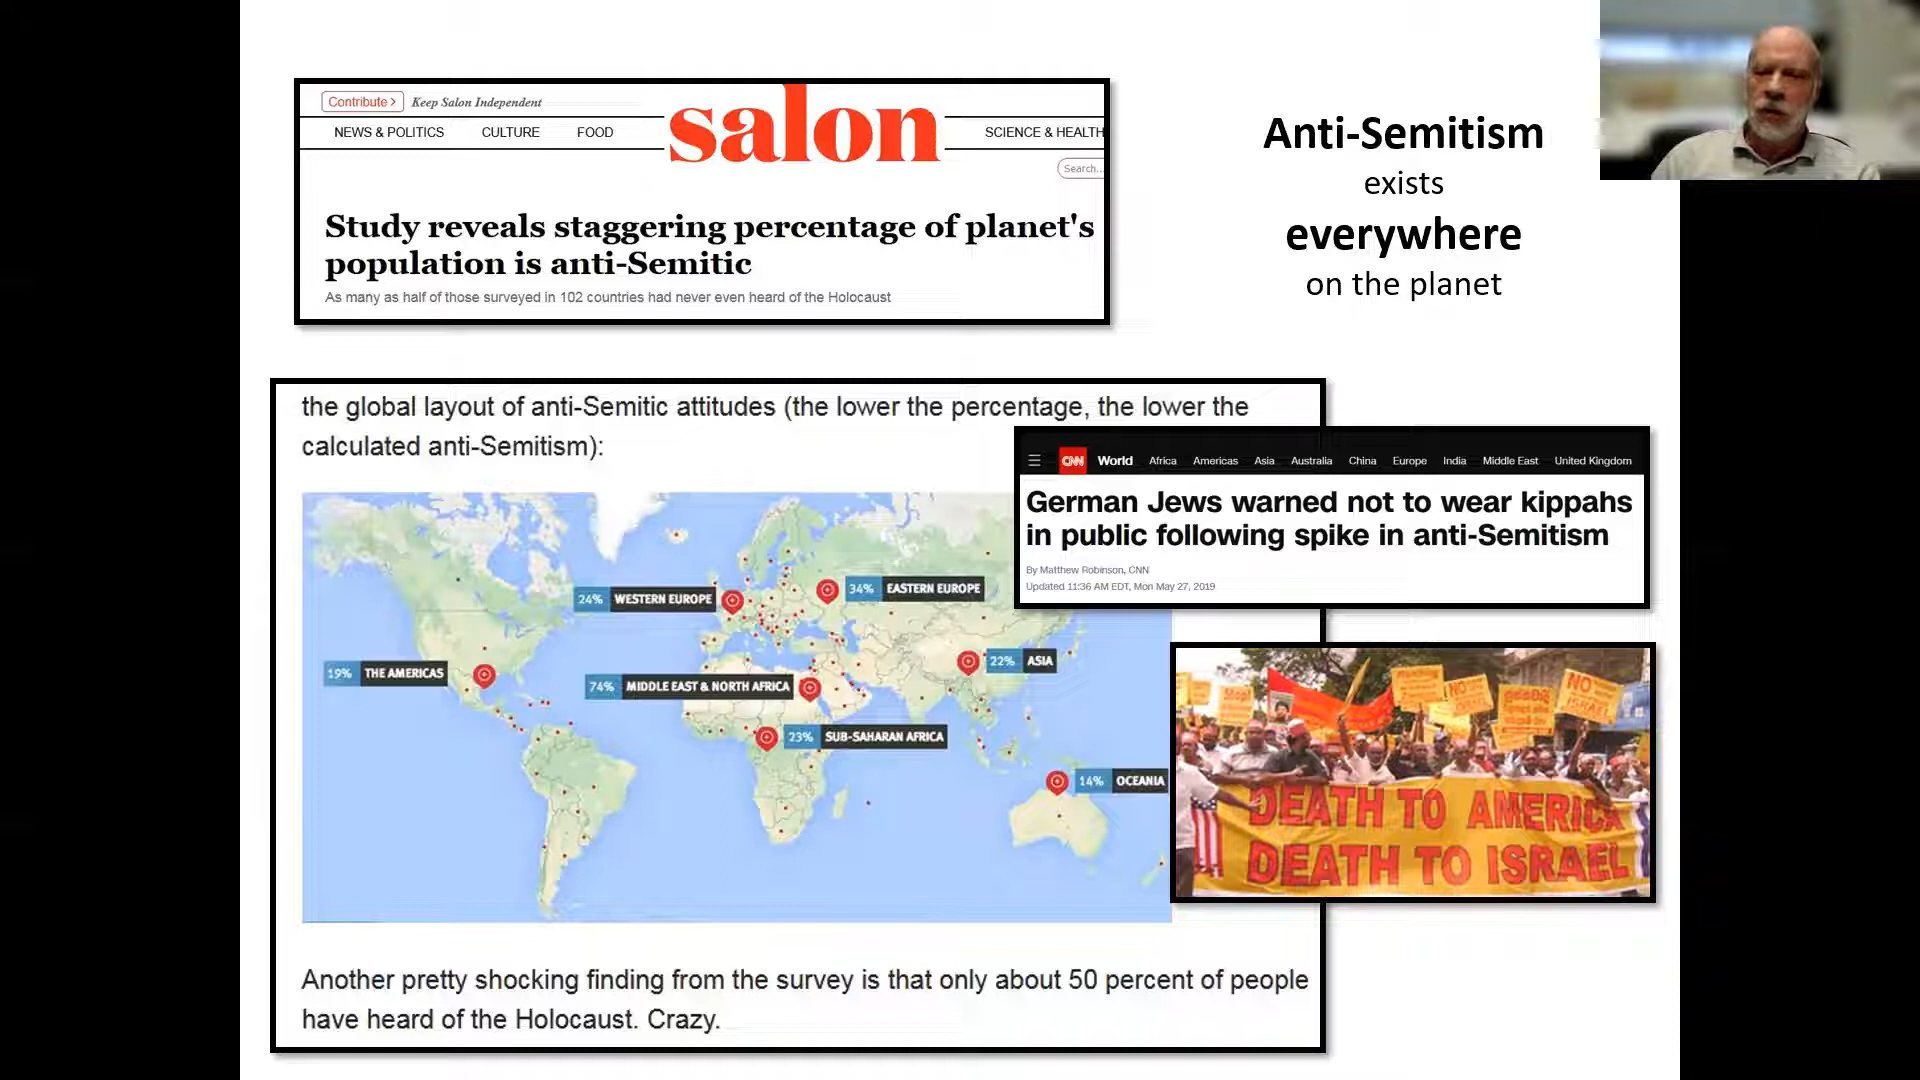 Contribute >
Keep Salon Independent
NEWS & POLITICS
CULTURE
FOOD
salon
SCIENCE & HEALTH
Search...
Study reveals staggering percentage of planet's
population is anti-Semitic
As many as half of those surveyed in 102 countries had never even heard of the Holocaust
Anti-Semitism
exists
everywhere
on the planet
the global layout of anti-Semitic attitudes (the lower the percentage, the lower the
calculated anti-Semitism):
24% WESTERN EUROPE
34% EASTERN EUROPE
19% THE AMERICAS
74% MIDDLE EAST & NORTH AFRICA
22% ASIA
23% SUB-SAHARAN AFRICA
14% OCEANIA
Another pretty shocking finding from the survey is that only about 50 percent of people
have heard of the Holocaust. Crazy.
CNN World Africa Americas Asia Australia China Europe India Middle East United Kingdom
German Jews warned not to wear kippahs
in public following spike in anti-Semitism
By Matthew Robinson, CNN
Updated 11:36 AM EDT, Mon May 27, 2019
NO
ISRAEL
DEATH TO AMERICA
DEATH TO ISRAEL